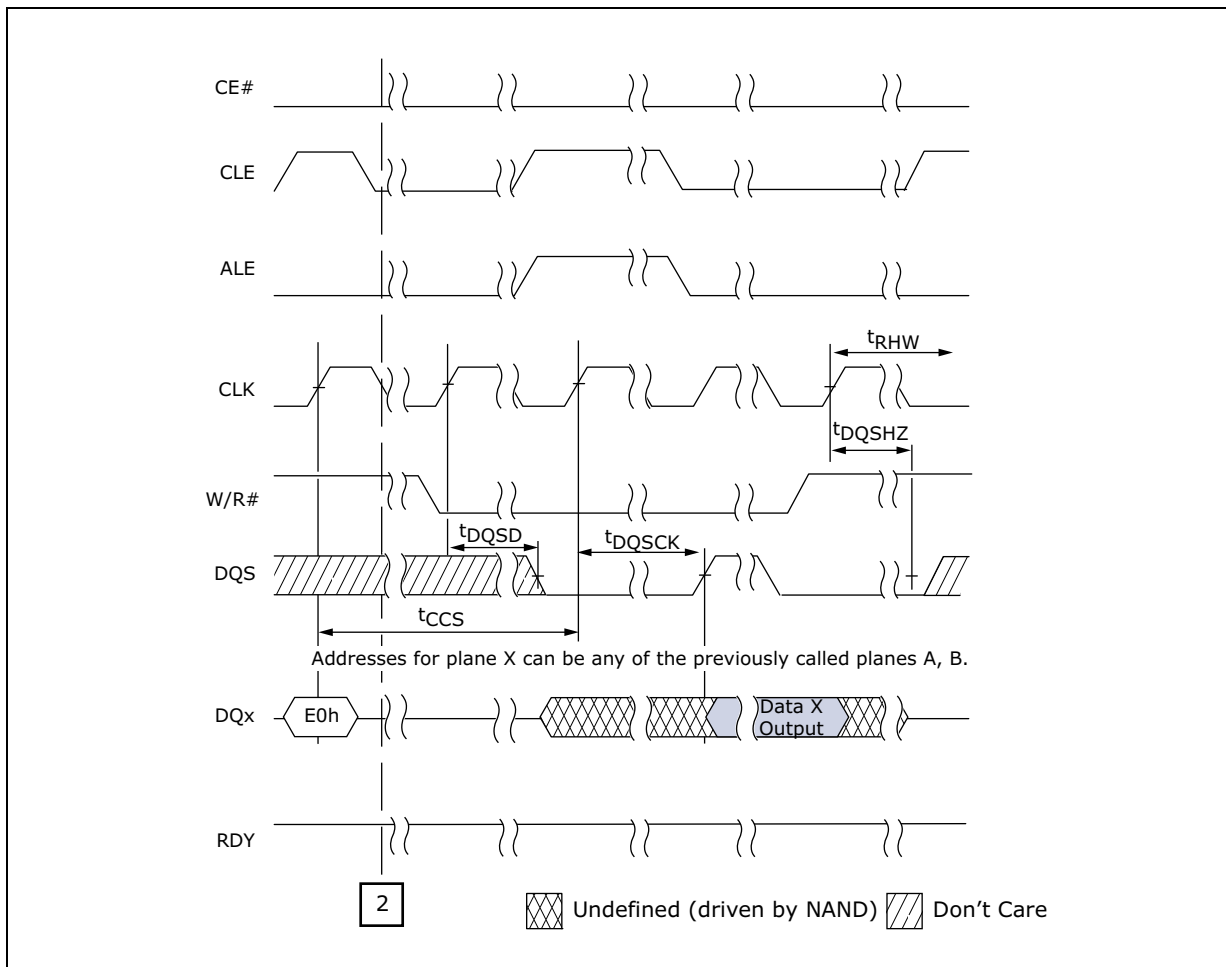 CE#
CLE
ALE
tRHW
CLK
tDQSHZ
W/R#
tDQSD
tDQSCK
DQS
tCCS
Addresses for plane X can be any of the previously called planes A, B.
DQx
E0h
Data X
Output
RDY
2
Undefined (driven by NAND)
Don't Care